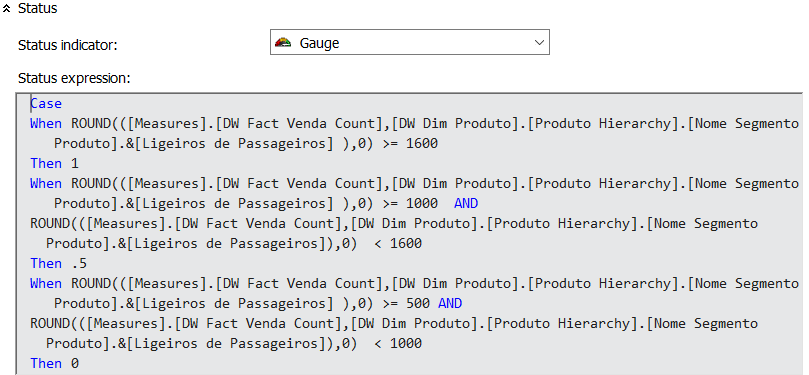 Status
Status indicator:
Gauge
Status expression:
Case
When ROUND(([Measures].[DW Fact Venda Count],[DW Dim Produto].[Produto Hierarchy].[Nome Segmento
Produto].&[Ligeiros de Passageiros] ),0) >= 1600
Then 1
When ROUND(([Measures].[DW Fact Venda Count],[DW Dim Produto].[Produto Hierarchy].[Nome Segmento
Produto].&[Ligeiros de Passageiros] ),0) >= 1000  AND
ROUND(([Measures].[DW Fact Venda Count],[DW Dim Produto].[Produto Hierarchy].[Nome Segmento
Produto].&[Ligeiros de Passageiros]),0)  < 1600
Then .5
When ROUND(([Measures].[DW Fact Venda Count],[DW Dim Produto].[Produto Hierarchy].[Nome Segmento
Produto].&[Ligeiros de Passageiros] ),0) >= 500 AND
ROUND(([Measures].[DW Fact Venda Count],[DW Dim Produto].[Produto Hierarchy].[Nome Segmento
Produto].&[Ligeiros de Passageiros]),0)  < 1000
Then 0